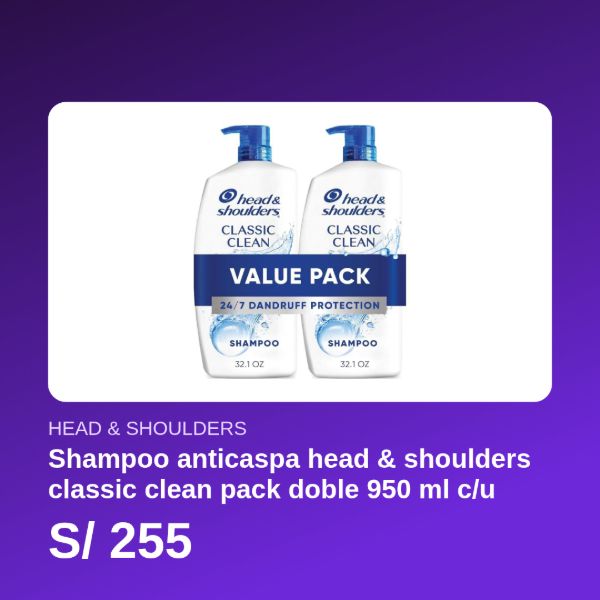 head &
shoulders
CLASSIC
CLEAN
head &
shoulders
CLASSIC
CLEAN
VALUE PACK
24/7 DANDRUFF PROTECTION
SHAMPOO
SHAMPOO
32.1 OZ
32.1 OZ
HEAD & SHOULDERS
Shampoo anticaspa head & shoulders
classic clean pack doble 950 ml c/u
S/ 255